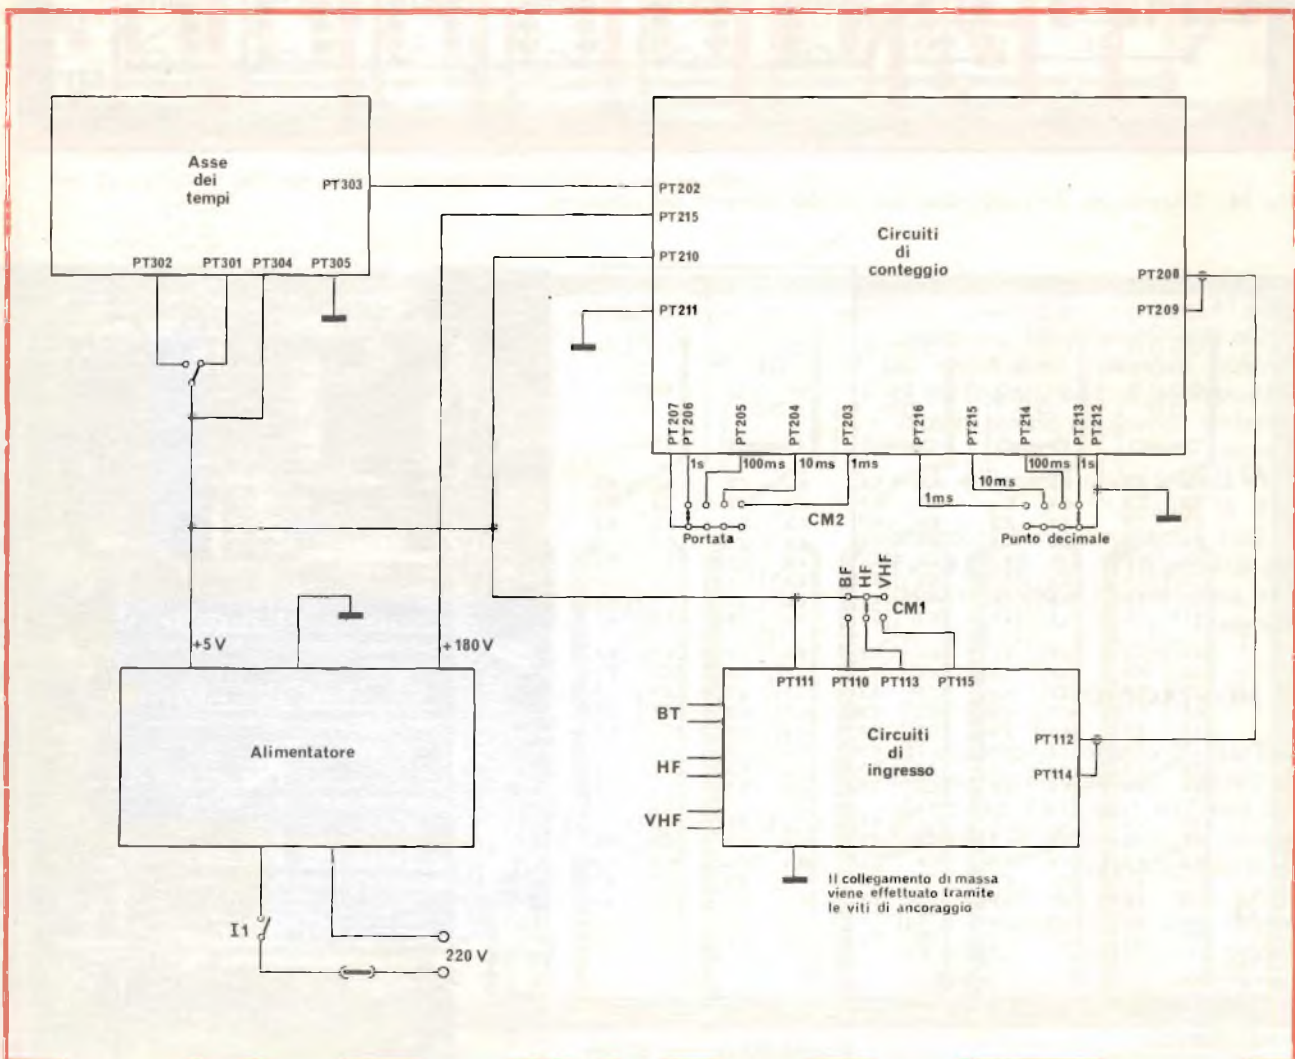 Asse
dei
tempi
PT303
PT302
PT301
PT304
PT305
Circuiti
di
conteggio
PT202
PT215
PT210
PT211
PT208
PT209
PT207
PT206
PT205
PT204
PT203
PT216
PT215
PT214
PT213
PT212
1s
100ms
10ms
1ms
1ms
10ms
100ms
1s
CM2
Portata
Punto decimale
BF
HF
VHF
CM1
+5V
+180V
Alimentatore
PT111
PT110
PT113
PT115
BT
HF
VHF
Circuiti
di
ingresso
PT112
PT114
Il collegamento di massa
viene effettuato tramite
le viti di ancoraggio
I1
220 V